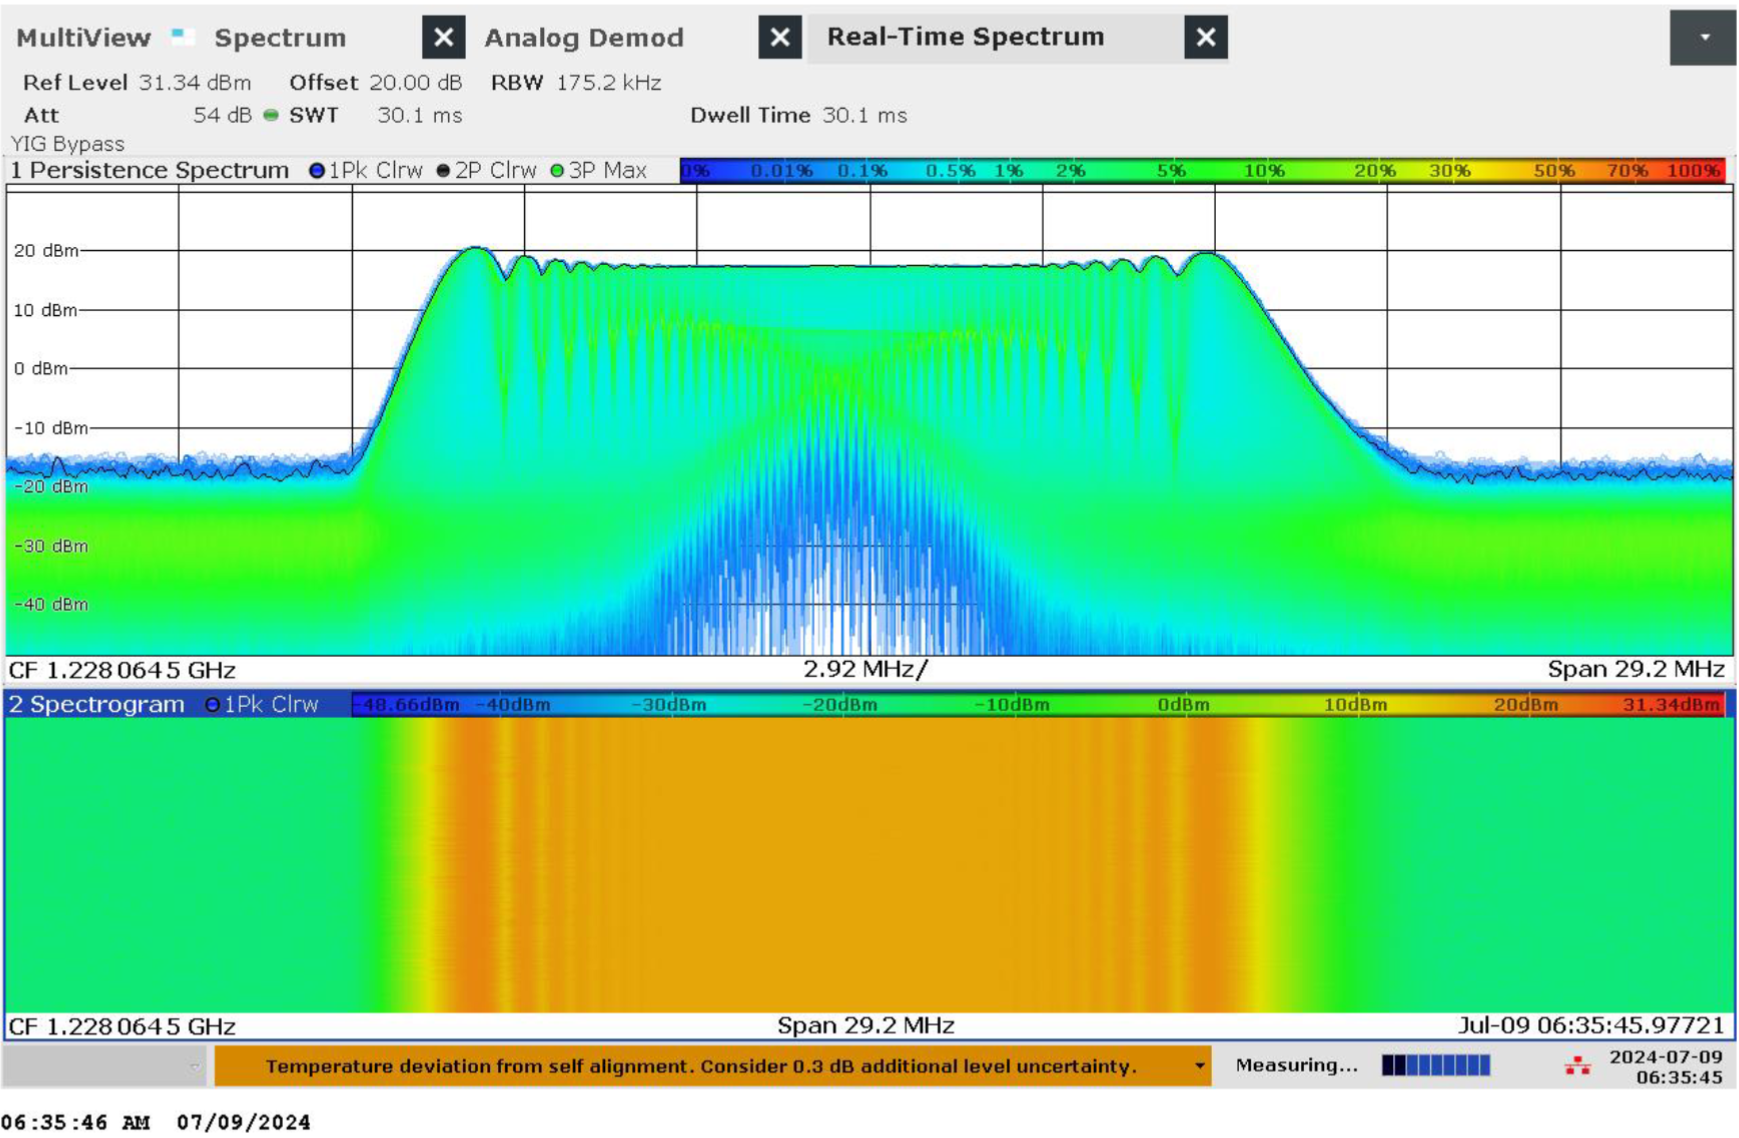 MultiView Spectrum Analog Demod Real-Time Spectrum
Ref Level 31.34 dBm Offset 20.00 dB RBW 175.2 kHz
Att 54 dB SWT 30.1 ms Dwell Time 30.1 ms
YIG Bypass
1 Persistence Spectrum 1Pk Clrw 2P Clrw 3P Max 0% 0.01% 0.1% 0.5% 1% 2% 5% 10% 20% 30% 50% 70% 100%
20 dBm
10 dBm
0 dBm
-10 dBm
-20 dBm
-30 dBm
-40 dBm
CF 1.2280645 GHz 2.92 MHz/ Span 29.2 MHz
2 Spectrogram 1Pk Clrw -48.66dBm -40dBm -30dBm -20dBm -10dBm 0dBm 10dBm 20dBm 31.34dBm
CF 1.2280645 GHz Span 29.2 MHz Jul-09 06:35:45.97721
Temperature deviation from self alignment. Consider 0.3 dB additional level uncertainty. Measuring... 2024-07-09
06:35:45
06:35:46 AM 07/09/2024